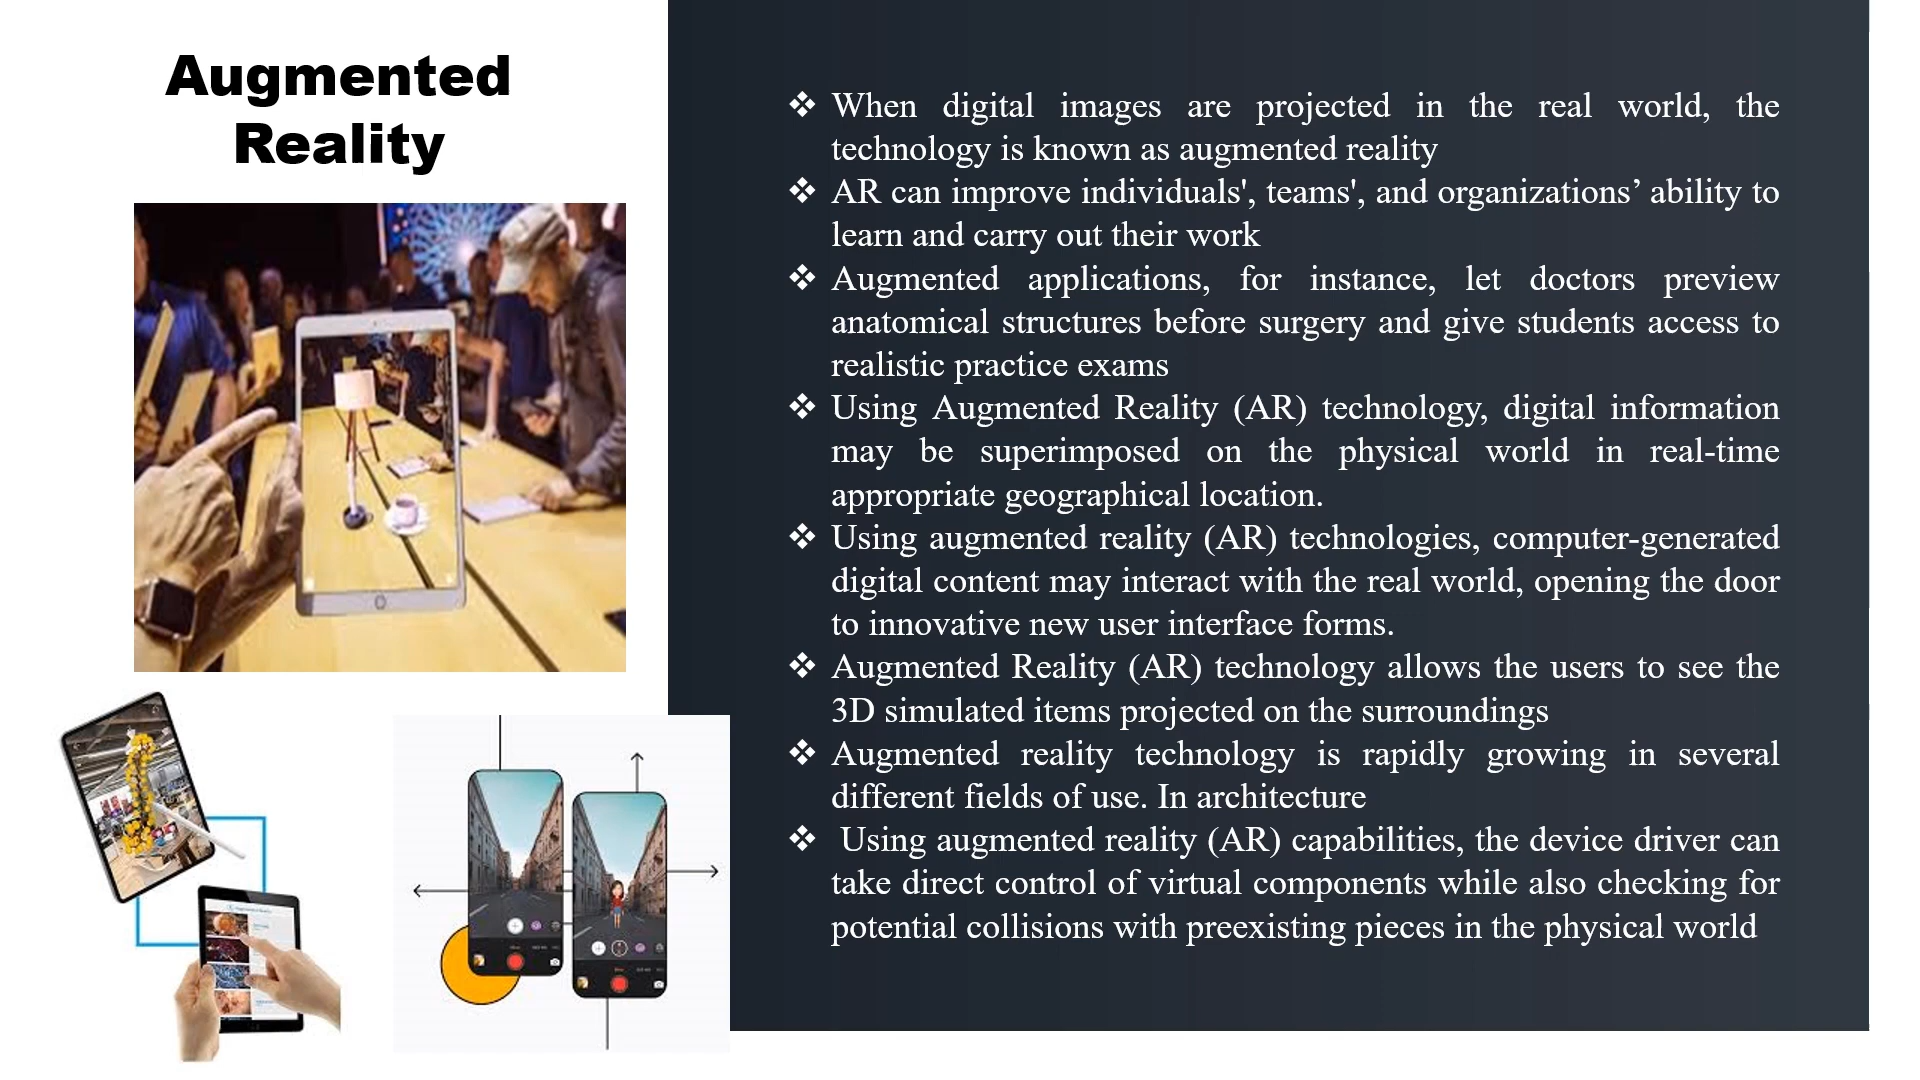 Augmented
Reality
❖ When digital images are projected in the real world, the
technology is known as augmented reality
❖ AR can improve individuals', teams', and organizations’ ability to
learn and carry out their work
❖ Augmented applications, for instance, let doctors preview
anatomical structures before surgery and give students access to
realistic practice exams
❖ Using Augmented Reality (AR) technology, digital information
may be superimposed on the physical world in real-time
appropriate geographical location.
❖ Using augmented reality (AR) technologies, computer-generated
digital content may interact with the real world, opening the door
to innovative new user interface forms.
❖ Augmented Reality (AR) technology allows the users to see the
3D simulated items projected on the surroundings
❖ Augmented reality technology is rapidly growing in several
different fields of use. In architecture
❖ Using augmented reality (AR) capabilities, the device driver can
take direct control of virtual components while also checking for
potential collisions with preexisting pieces in the physical world